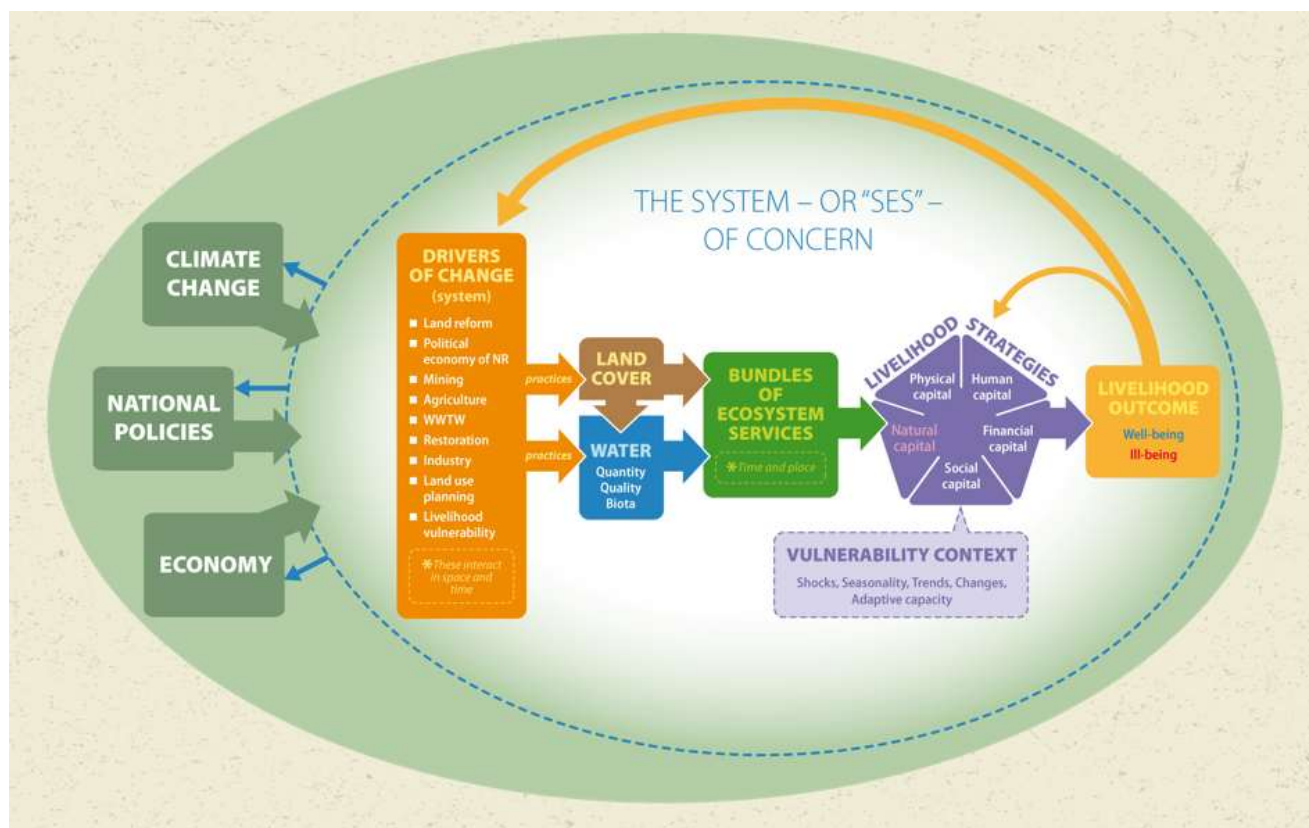 THE SYSTEM – OR "SES" –
OF CONCERN
CLIMATE
CHANGE
NATIONAL
POLICIES
ECONOMY
DRIVERS
OF CHANGE
(system)
Land reform
Political
economy of NR
Mining
Agriculture
WWTW
Restoration
Industry
Land use
planning
Livelihood
vulnerability
*These interact
in space and
time
practices
practices
LAND
COVER
WATER
Quantity
Quality
Biota
BUNDLES
OF
ECOSYSTEM
SERVICES
*Time and place
LIVELIHOOD STRATEGIES
Physical
capital
Human
capital
Natural
capital
Financial
capital
Social
capital
VULNERABILITY CONTEXT
Shocks, Seasonality, Trends, Changes,
Adaptive capacity
LIVELIHOOD
OUTCOME
Well-being
Ill-being